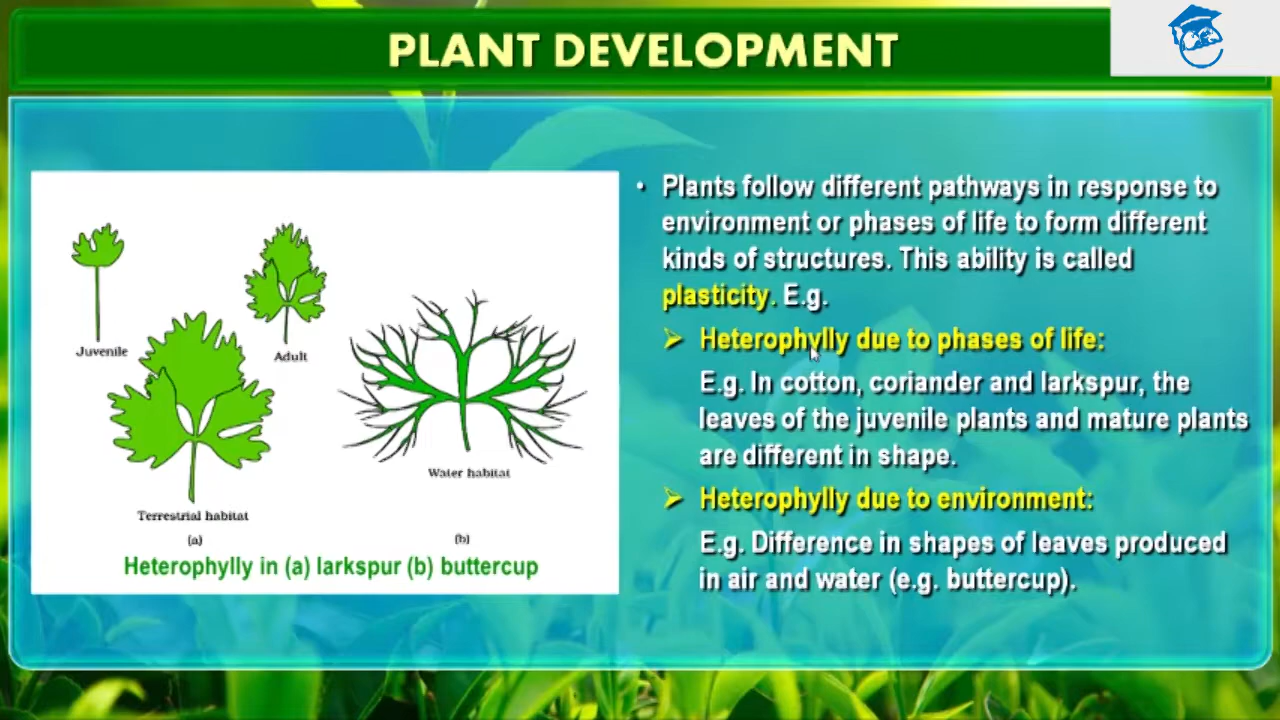 PLANT DEVELOPMENT
Juvenile
Adult
Terrestrial habitat
(a)
Water habitat
(b)
Heterophylly in (a) larkspur (b) buttercup
• Plants follow different pathways in response to
environment or phases of life to form different
kinds of structures. This ability is called
plasticity. E.g.
➢ Heterophylly due to phases of life:
E.g. In cotton, coriander and larkspur, the
leaves of the juvenile plants and mature plants
are different in shape.
➢ Heterophylly due to environment:
E.g. Difference in shapes of leaves produced
in air and water (e.g. buttercup).